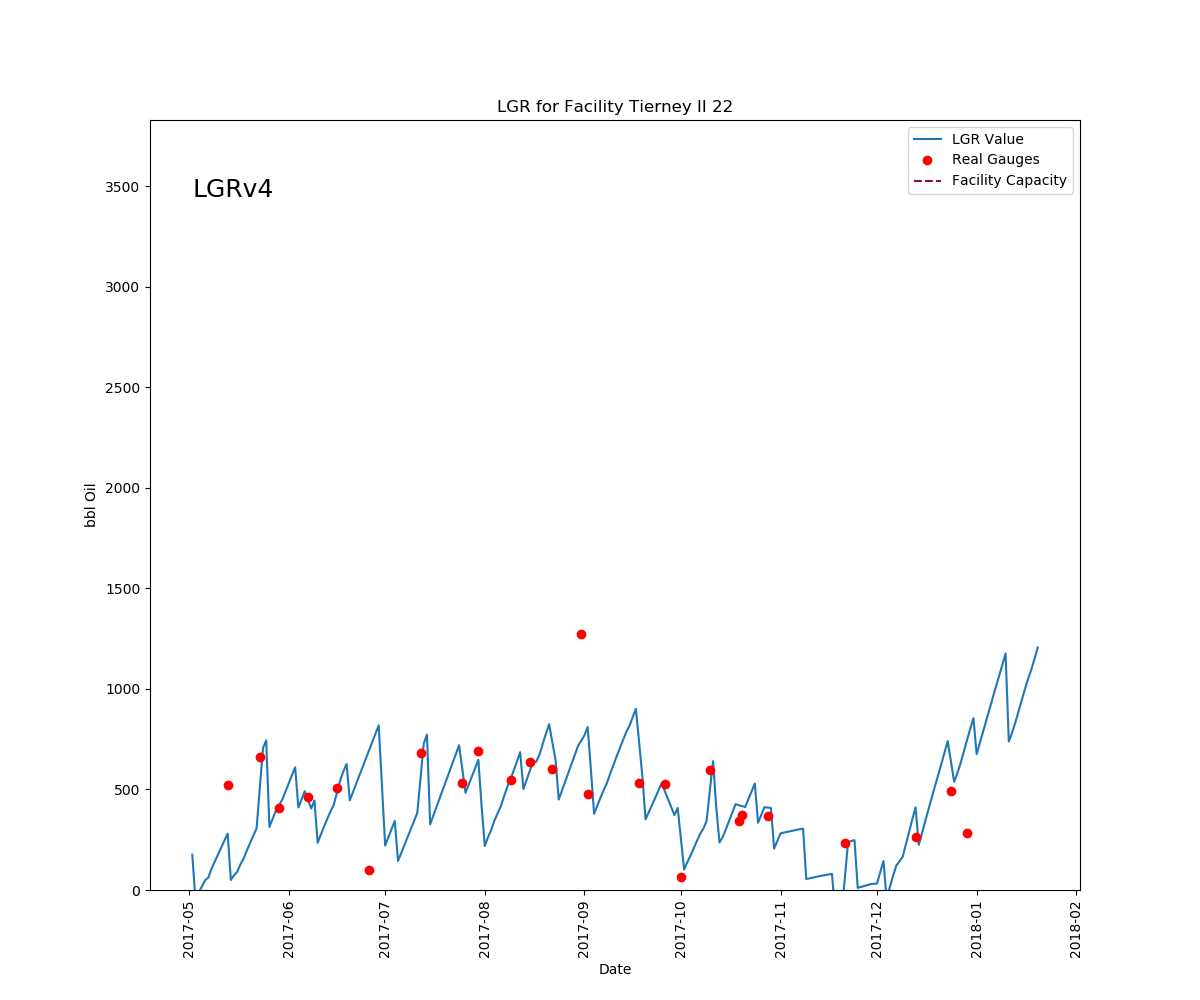 LGR for Facility Tierney II 22
LGRv4
LGR Value
Real Gauges
Facility Capacity
3500
3000
2500
2000
1500
1000
500
0
bbl Oil
2017-05
2017-06
2017-07
2017-08
2017-09
2017-10
2017-11
2017-12
2018-01
2018-02
Date